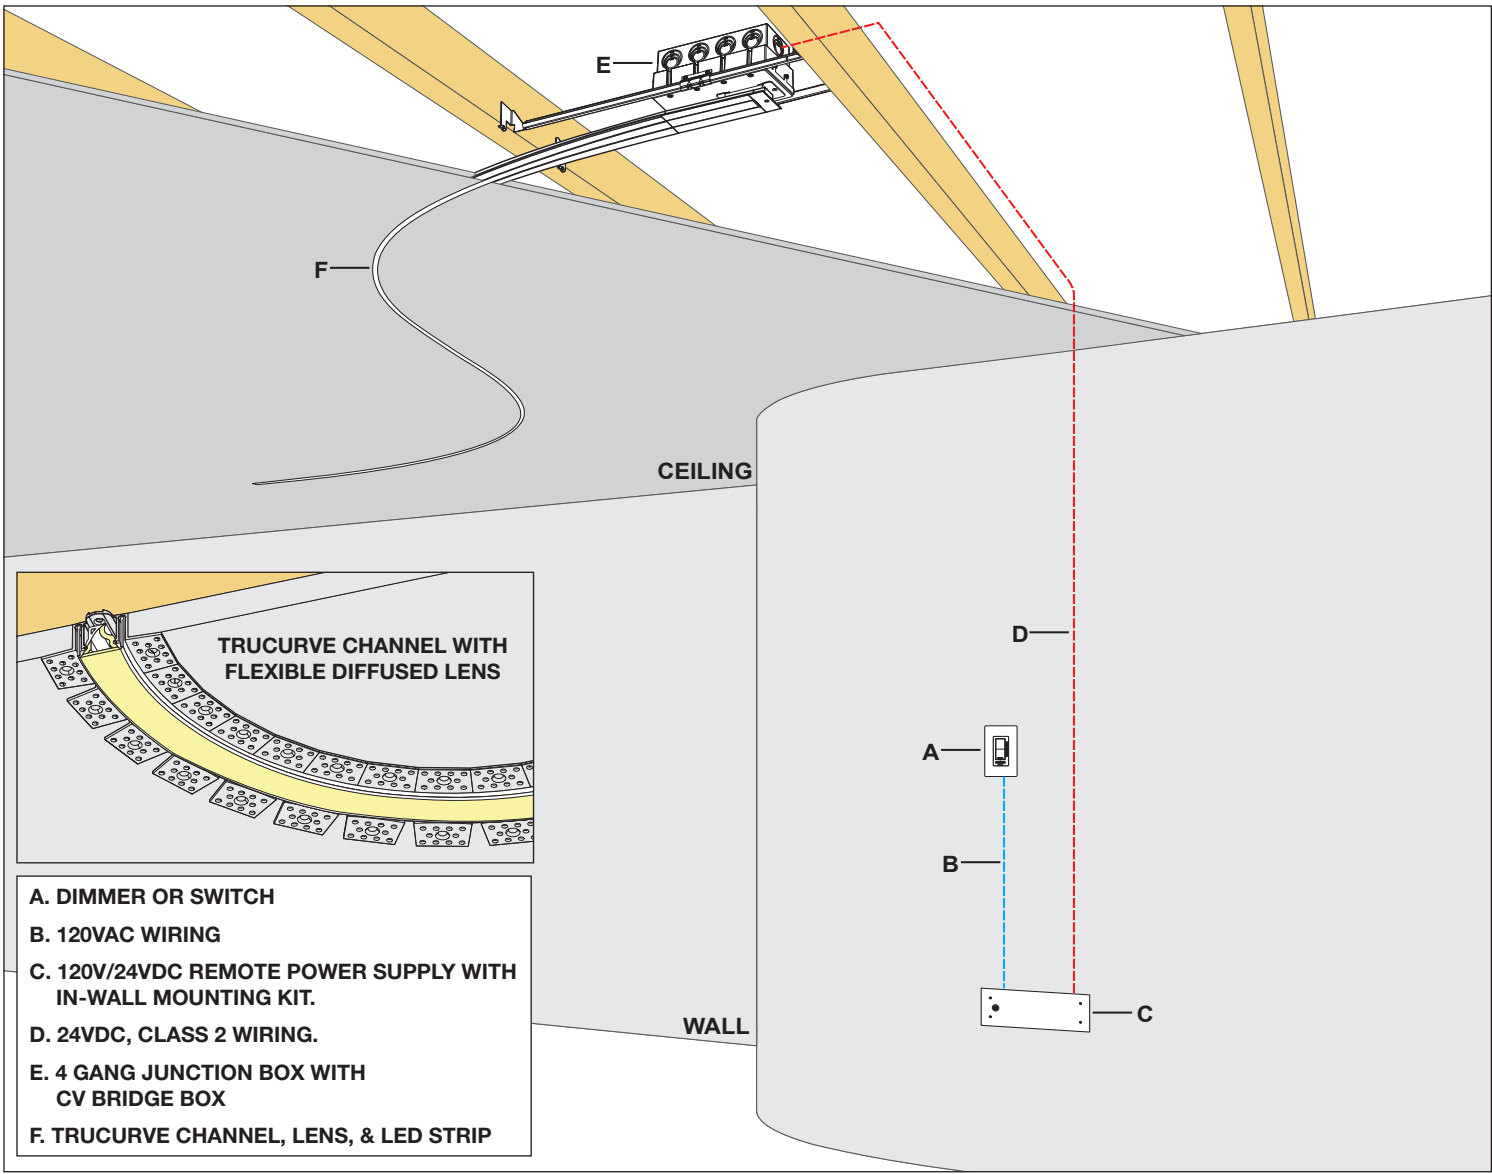 E
F
CEILING
TRUCURVE CHANNEL WITH
FLEXIBLE DIFFUSED LENS
D
A
B
C
WALL
A. DIMMER OR SWITCH
B. 120VAC WIRING
C. 120V/24VDC REMOTE POWER SUPPLY WITH
IN-WALL MOUNTING KIT.
D. 24VDC, CLASS 2 WIRING.
E. 4 GANG JUNCTION BOX WITH
CV BRIDGE BOX
F. TRUCURVE CHANNEL, LENS, & LED STRIP